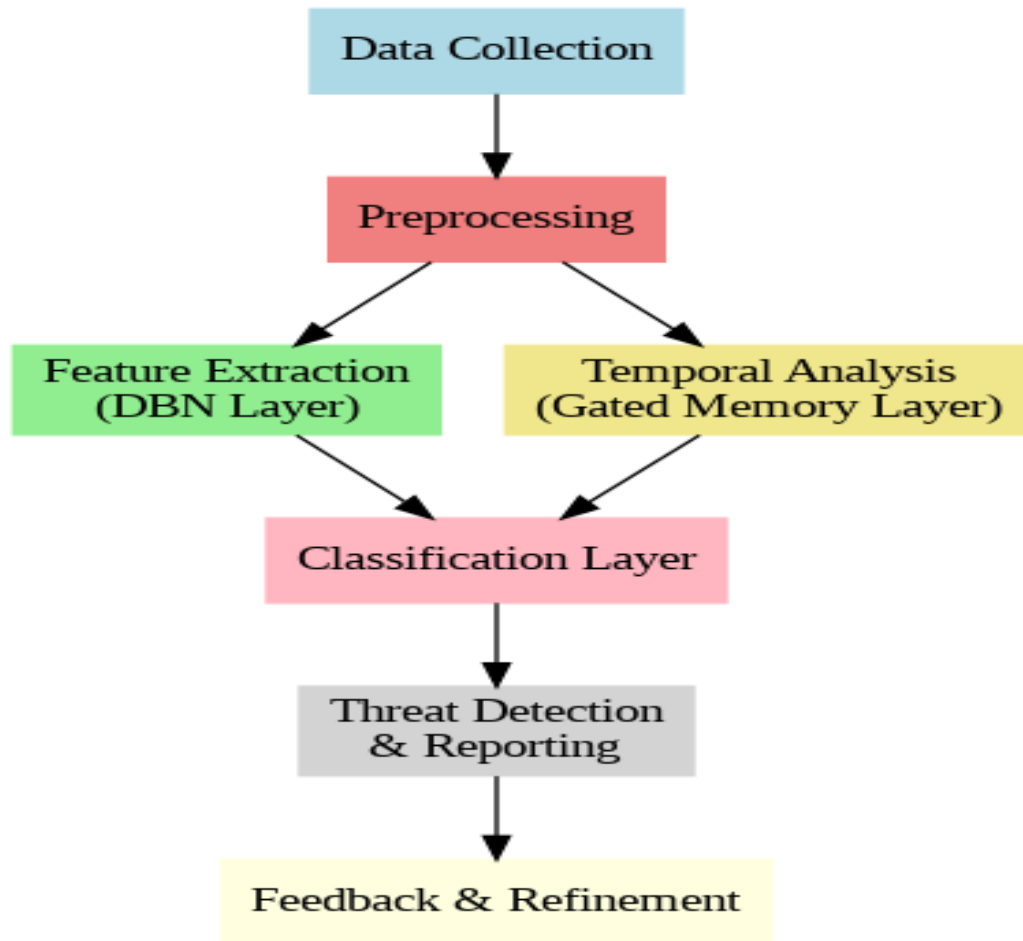 Data Collection
Preprocessing
Feature Extraction
(DBN Layer)
Temporal Analysis
(Gated Memory Layer)
Classification Layer
Threat Detection
& Reporting
Feedback & Refinement